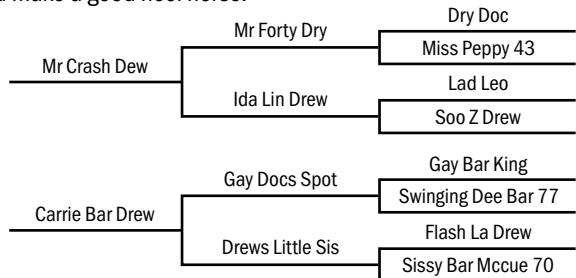 Dry Doc
Mr Forty Dry
Miss Peppy 43
Mr Crash Dew
Lad Leo
Ida Lin Drew
Soo Z Drew
Gay Bar King
Gay Docs Spot
Swinging Dee Bar 77
Carrie Bar Drew
Flash La Drew
Drews Little Sis
Sissy Bar Mccue 70